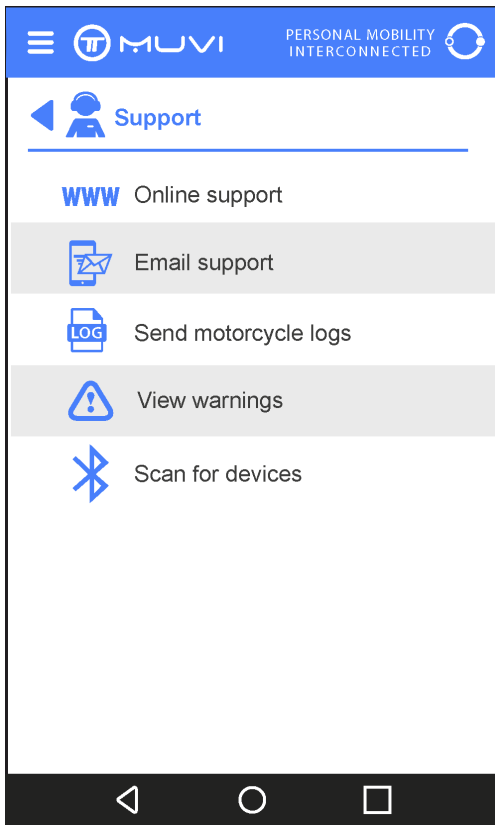 MUVI
PERSONAL MOBILITY
INTERCONNECTED
Support
WWW Online support
Email support
LOG Send motorcycle logs
! View warnings
Scan for devices